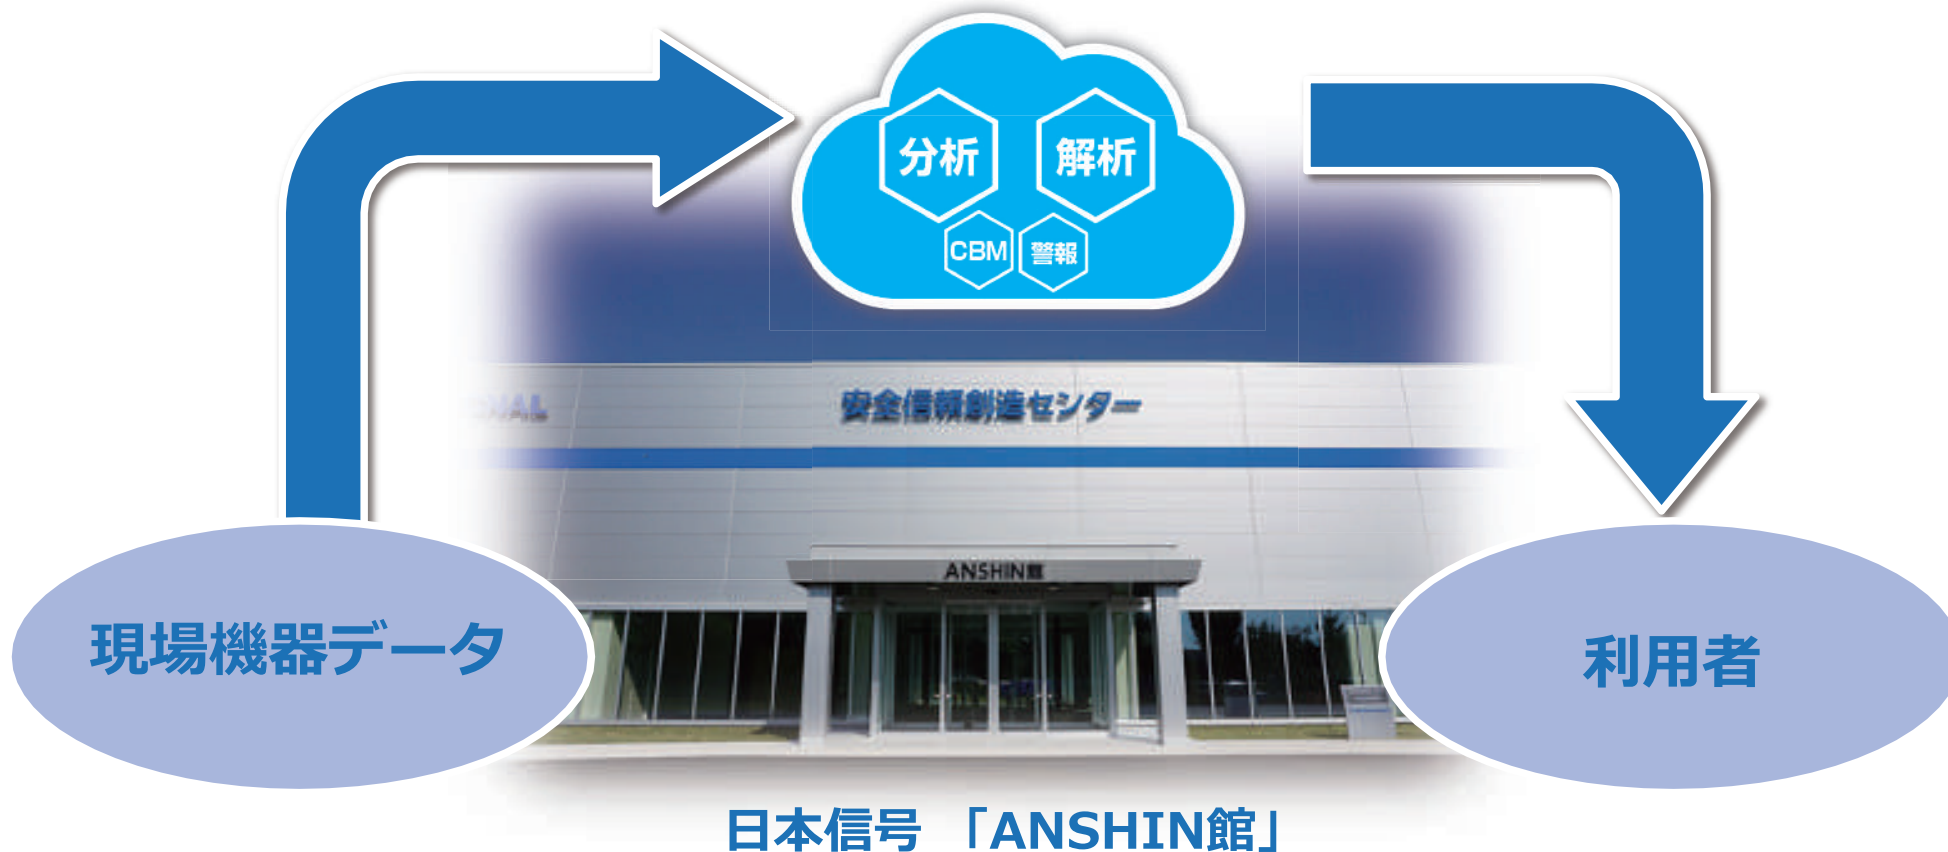 分析
解析
CBM
警報
安全信頼創造センター
ANSHIN館
現場機器データ
利用者
日本信号 「ANSHIN館」